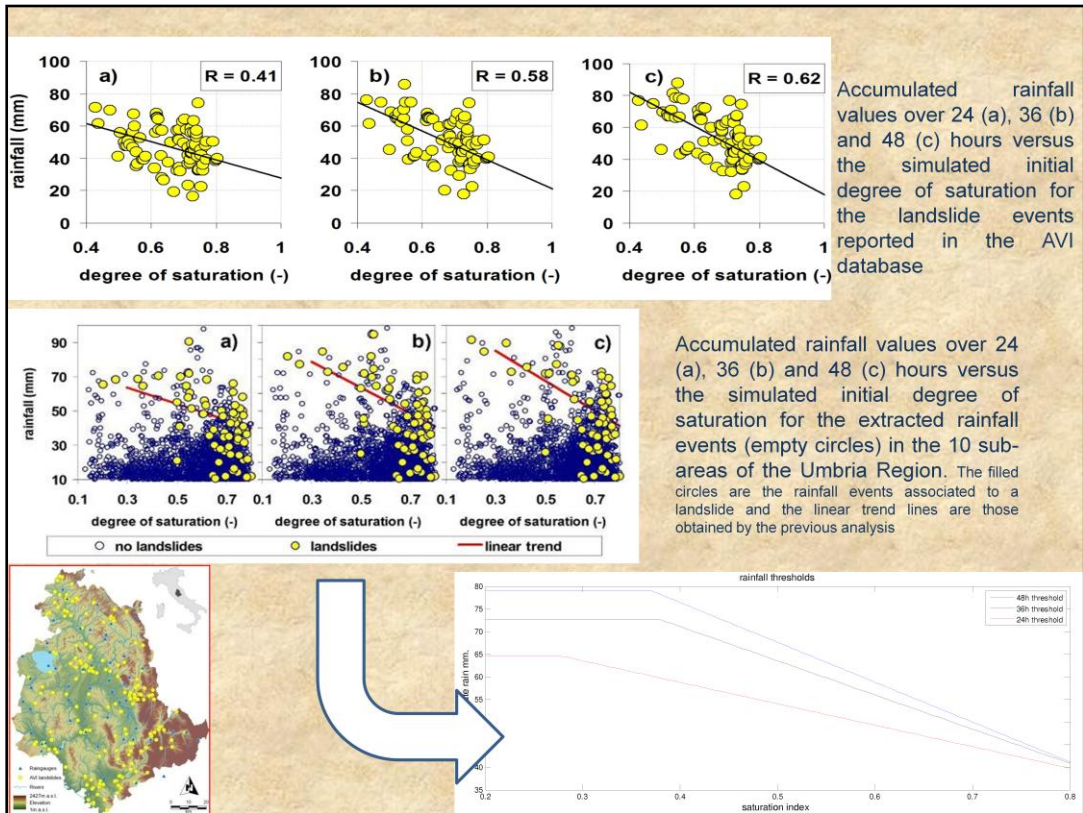 a)
R = 0.41
b)
R = 0.58
c)
R = 0.62
rainfall (mm)
100
80
60
40
20
0
100
80
60
40
20
0
100
80
60
40
20
0
0.4 0.6 0.8 1
0.4 0.6 0.8 1
0.4 0.6 0.8 1
degree of saturation (-)
degree of saturation (-)
degree of saturation (-)
Accumulated rainfall
values over 24 (a), 36 (b)
and 48 (c) hours versus
the simulated initial
degree of saturation for
the landslide events
reported in the AVI
database
a)
b)
c)
rainfall (mm)
90
70
50
30
10
0.1 0.3 0.5 0.7
0.1 0.3 0.5 0.7
0.1 0.3 0.5 0.7
degree of saturation (-)
degree of saturation (-)
degree of saturation (-)
no landslides
landslides
linear trend
Accumulated rainfall values over 24
(a), 36 (b) and 48 (c) hours versus
the simulated initial degree of
saturation for the extracted rainfall
events (empty circles) in the 10 sub-
areas of the Umbria Region. The filled
circles are the rainfall events associated to a
landslide and the linear trend lines are those
obtained by the previous analysis
Raingauges
AVI landslides
Rivers
2427m a.s.l.
Elevation
1m a.s.l.
rainfall thresholds
48h threshold
36h threshold
24h threshold
rain mm.
80
75
70
65
60
55
45
40
35
0.2 0.3 0.4 0.5 0.6 0.7 0.8
saturation index